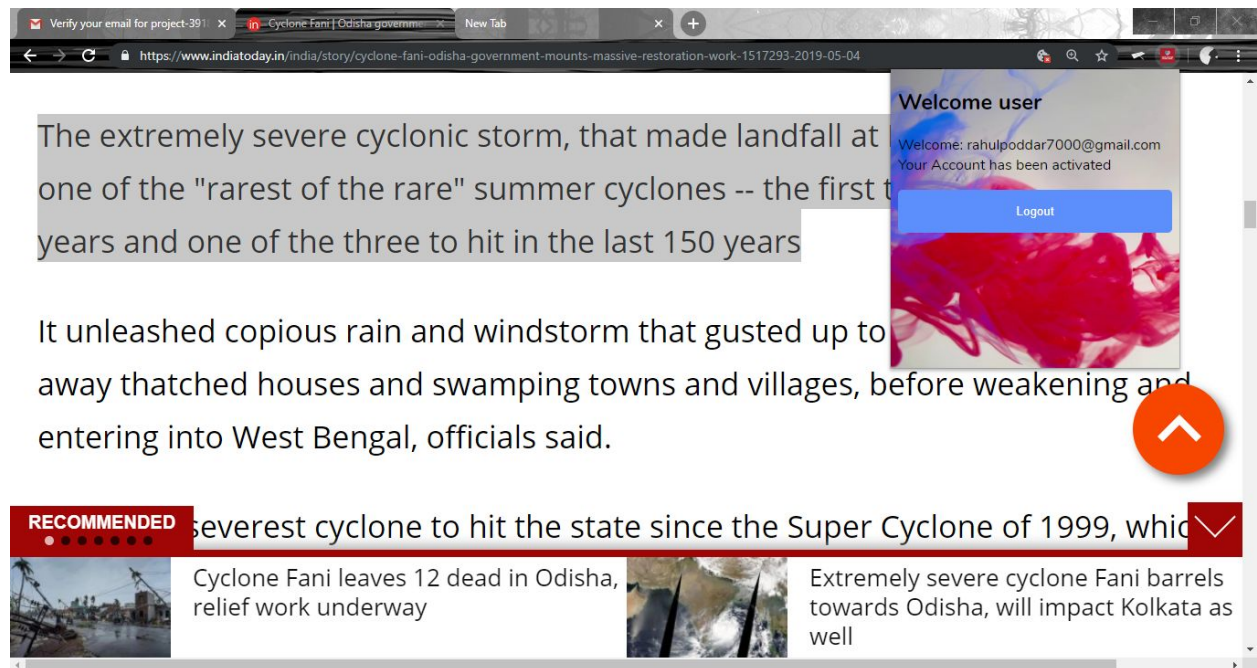 Verify your email for project-391
Cyclone Fani | Odisha governme
New Tab
https://www.indiatoday.in/india/story/cyclone-fani-odisha-government-mounts-massive-restoration-work-1517293-2019-05-04
Welcome user
Welcome: rahulpoddar7000@gmail.com
Your Account has been activated
Logout
The extremely severe cyclonic storm, that made landfall at
one of the "rarest of the rare" summer cyclones -- the first
years and one of the three to hit in the last 150 years
It unleashed copious rain and windstorm that gusted up to
away thatched houses and swamping towns and villages, before weakening and
entering into West Bengal, officials said.
RECOMMENDED
severest cyclone to hit the state since the Super Cyclone of 1999, whic
Cyclone Fani leaves 12 dead in Odisha,
relief work underway
Extremely severe cyclone Fani barrels
towards Odisha, will impact Kolkata as
well